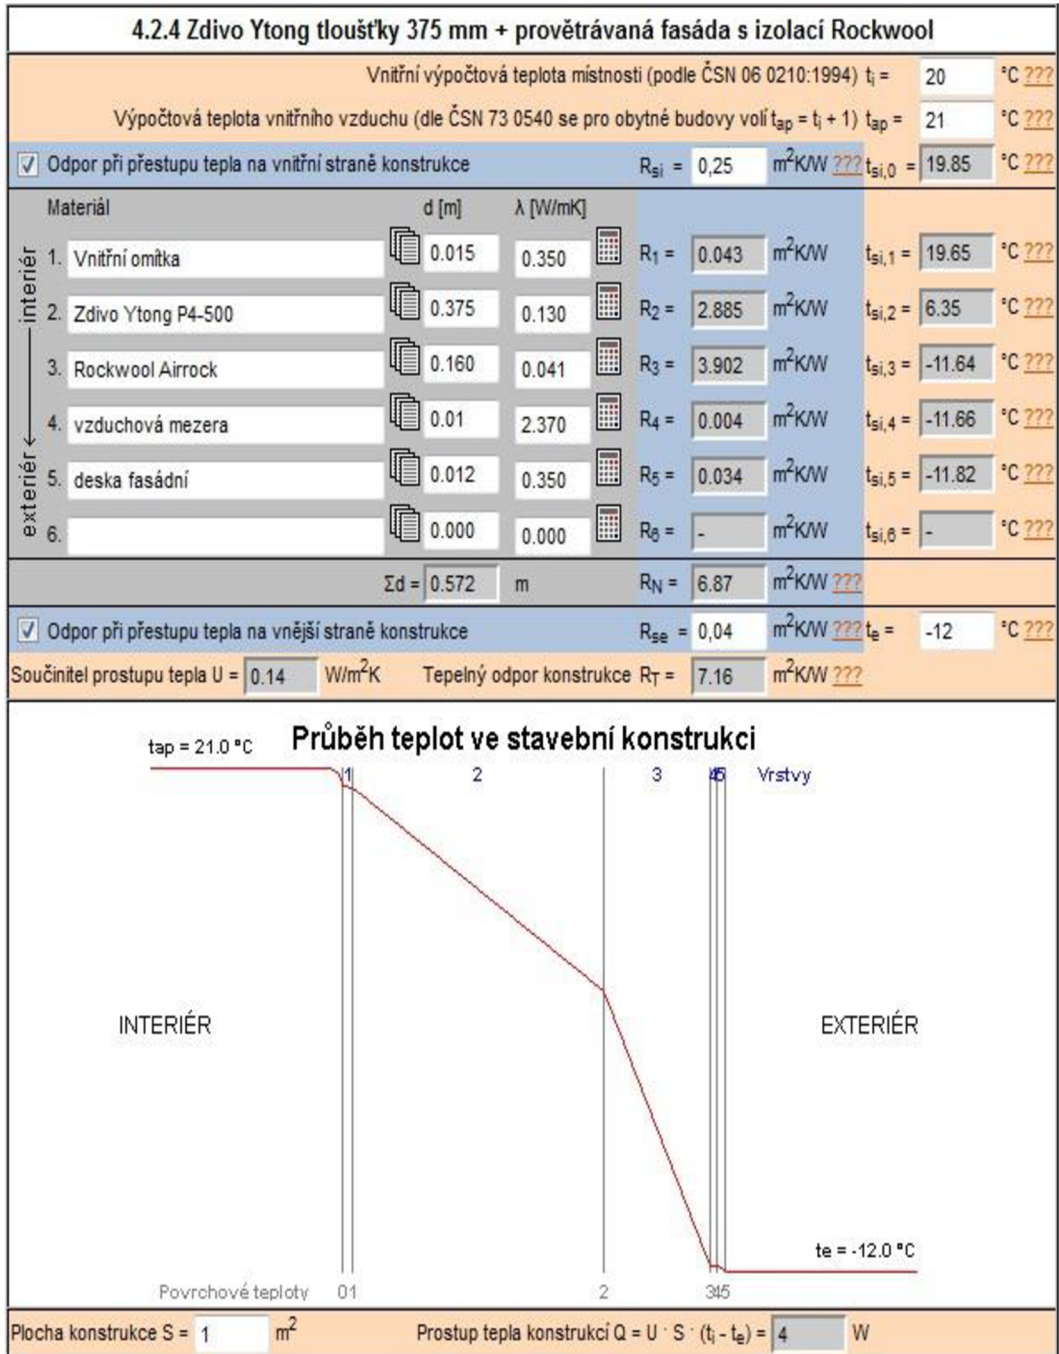 4.2.4 Zdivo Ytong tloušťky 375 mm + provětrávaná fasáda s izolací Rockwool
Vnitřní výpočtová teplota místnosti (podle ČSN 06 0210:1994) ti = 20 °C ???
Výpočtová teplota vnitřního vzduchu (dle ČSN 73 0540 se pro obytné budovy volí tap = ti + 1) tap = 21 °C ???
Odpor při přestupu tepla na vnitřní straně konstrukce Rsi = 0,25 m²K/W ??? tsi,0 = 19.85 °C ???
Materiál d [m] λ [W/mK]
exteriér ← interiér
1. Vnitřní omítka 0.015 0.350 R1 = 0.043 m²K/W tsi,1 = 19.65 °C ???
2. Zdivo Ytong P4-500 0.375 0.130 R2 = 2.885 m²K/W tsi,2 = 6.35 °C ???
3. Rockwool Airrock 0.160 0.041 R3 = 3.902 m²K/W tsi,3 = -11.64 °C ???
4. vzduchová mezera 0.01 2.370 R4 = 0.004 m²K/W tsi,4 = -11.66 °C ???
5. deska fasádní 0.012 0.350 R5 = 0.034 m²K/W tsi,5 = -11.82 °C ???
6. 0.000 0.000 R6 = - m²K/W tsi,6 = - °C ???
Σd = 0.572 m RN = 6.87 m²K/W ???
Odpor při přestupu tepla na vnější straně konstrukce Rse = 0,04 m²K/W ??? te = -12 °C ???
Součinitel prostupu tepla U = 0.14 W/m²K Tepelný odpor konstrukce RT = 7.16 m²K/W ???
Průběh teplot ve stavební konstrukci
tap = 21.0 °C
1 2 3 45 Vrstvy
INTERIÉR EXTERIÉR
te = -12.0 °C
Povrchové teploty 01 2 345
Plocha konstrukce S = 1 m² Prostup tepla konstrukcí Q = U · S · (ti - te) = 4 W